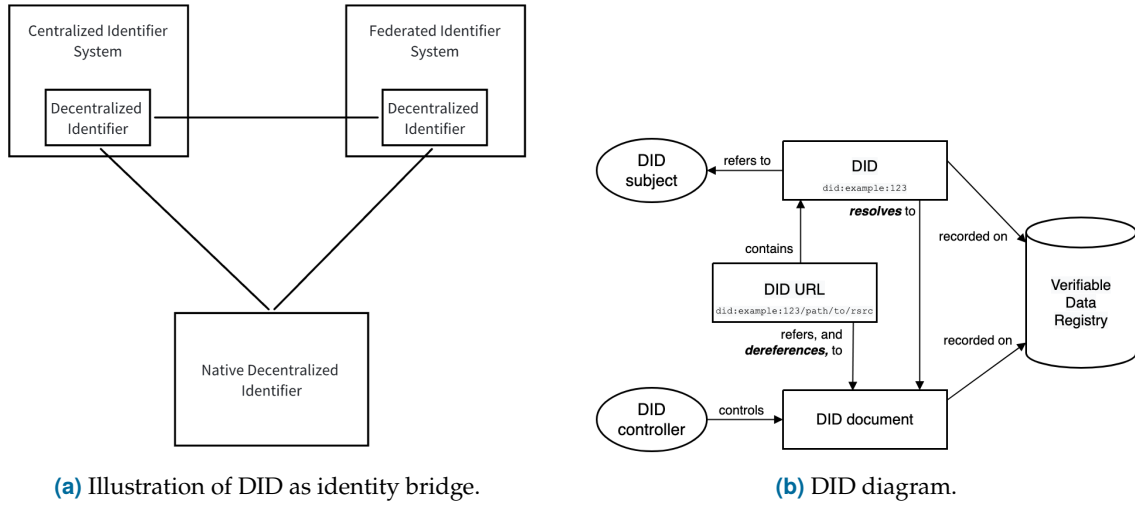 Centralized Identifier
System
Decentralized
Identifier
Federated Identifier
System
Decentralized
Identifier
Native Decentralized
Identifier
(a) Illustration of DID as identity bridge.
DID
subject
refers to
DID
did:example:123
resolves to
recorded on
contains
DID URL
did:example:123/path/to/rsrc
refers, and
dereferences, to
Verifiable
Data
Registry
recorded on
DID
controller
controls
DID document
(b) DID diagram.